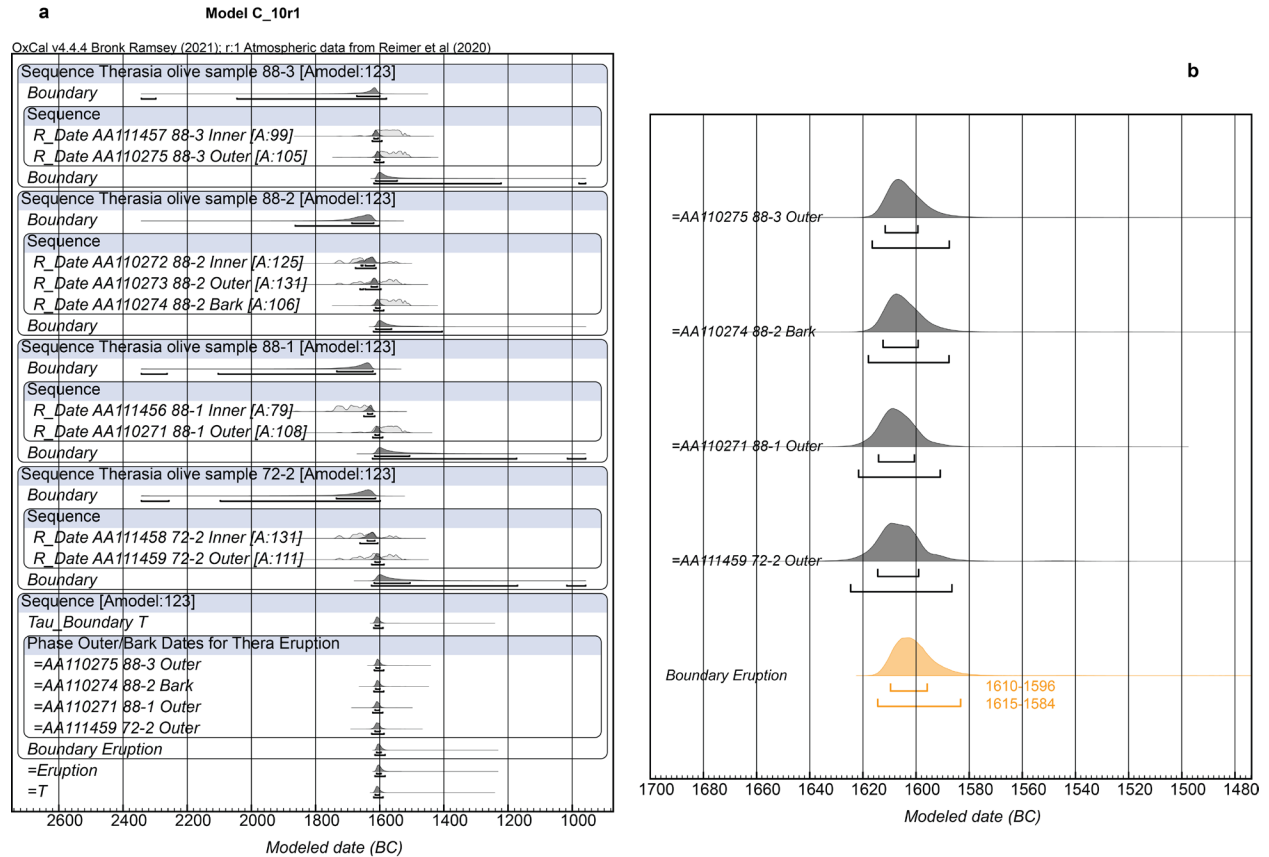 a
Model C_10r1
OxCal v4.4.4 Bronk Ramsey (2021); r:1 Atmospheric data from Reimer et al (2020)
Sequence Therasia olive sample 88-3 [Amodel:123]
Boundary
Sequence
R_Date AA111457 88-3 Inner [A:99]
R_Date AA110275 88-3 Outer [A:105]
Boundary
Sequence Therasia olive sample 88-2 [Amodel:123]
Boundary
Sequence
R_Date AA110272 88-2 Inner [A:125]
R_Date AA110273 88-2 Outer [A:131]
R_Date AA110274 88-2 Bark [A:106]
Boundary
Sequence Therasia olive sample 88-1 [Amodel:123]
Boundary
Sequence
R_Date AA111456 88-1 Inner [A:79]
R_Date AA110271 88-1 Outer [A:108]
Boundary
Sequence Therasia olive sample 72-2 [Amodel:123]
Boundary
Sequence
R_Date AA111458 72-2 Inner [A:131]
R_Date AA111459 72-2 Outer [A:111]
Boundary
Sequence [Amodel:123]
Tau_Boundary T
Phase Outer/Bark Dates for Thera Eruption
=AA110275 88-3 Outer
=AA110274 88-2 Bark
=AA110271 88-1 Outer
=AA111459 72-2 Outer
Boundary Eruption
=Eruption
=T
2600 2400 2200 2000 1800 1600 1400 1200 1000
Modeled date (BC)
b
=AA110275 88-3 Outer
=AA110274 88-2 Bark
=AA110271 88-1 Outer
=AA111459 72-2 Outer
Boundary Eruption
1610-1596
1615-1584
1700 1680 1660 1640 1620 1600 1580 1560 1540 1520 1500 1480
Modeled date (BC)